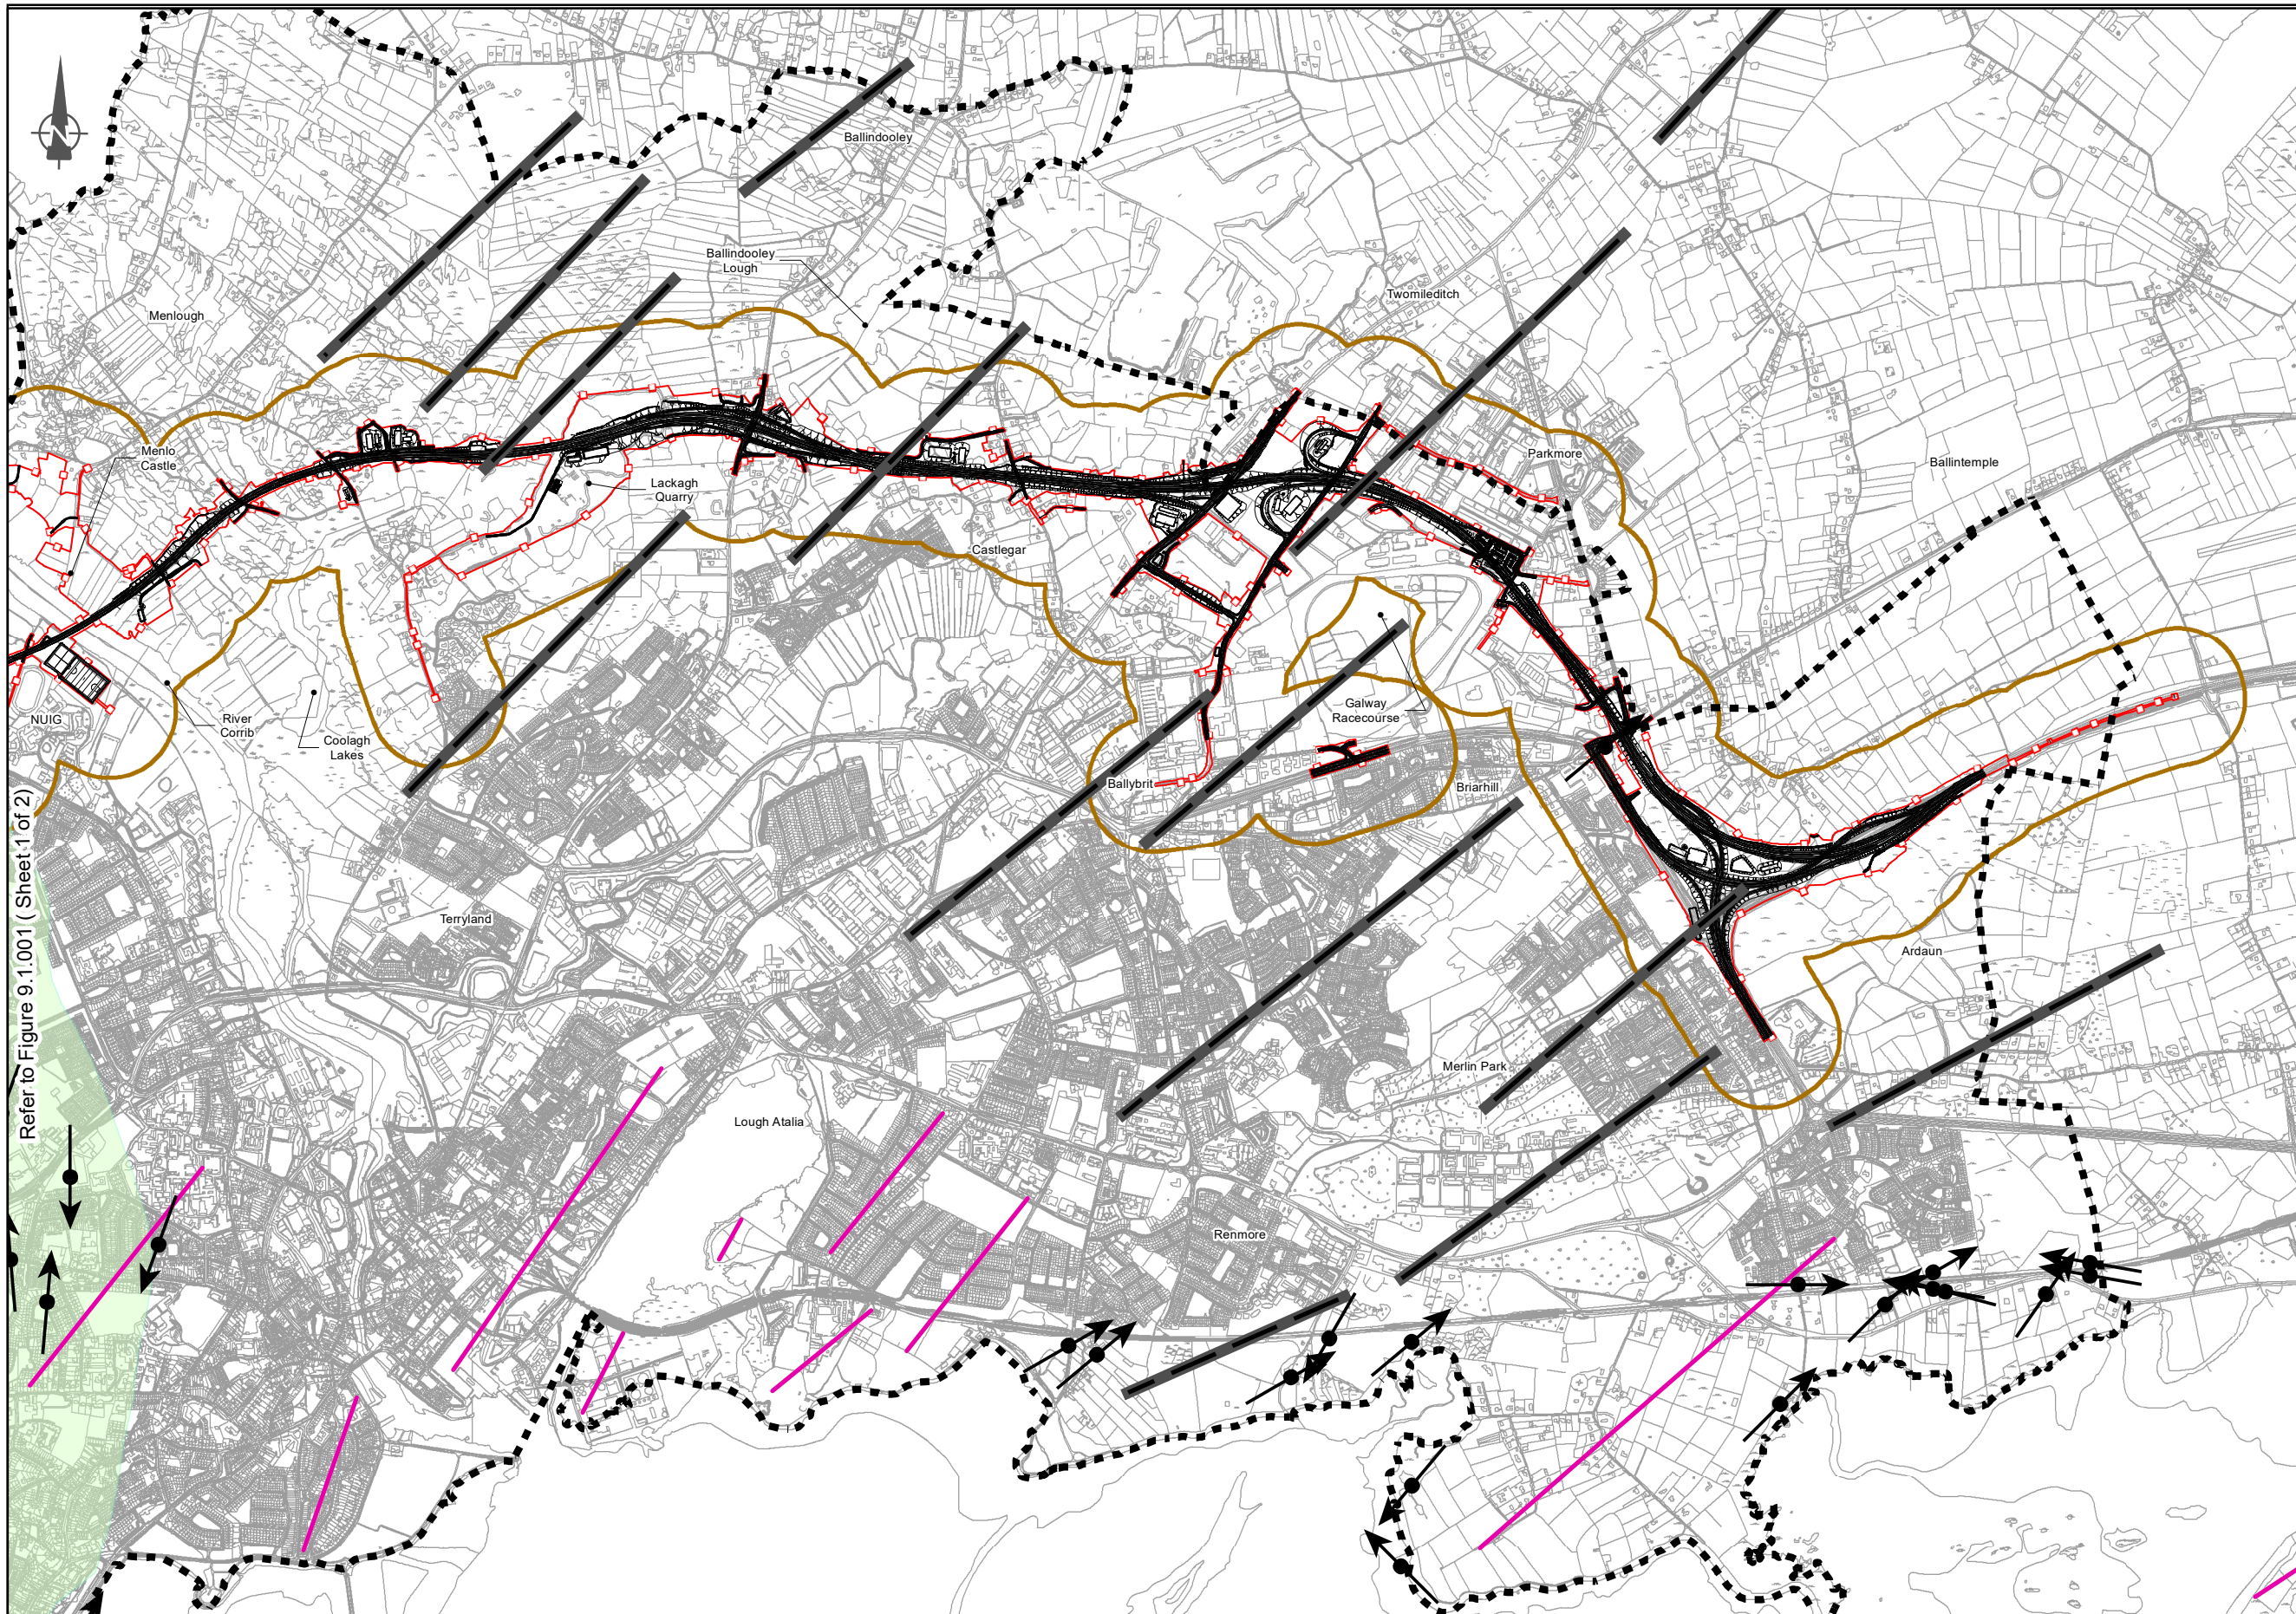 N
Ballindooley
Ballindooley
Lough
Menlough
Twomileditch
Menlo
Castle
Parkmore
Ballintemple
Lackagh
Quarry
Castlegar
NUIG
River
Corrib
Coolagh
Lakes
Galway
Racecourse
Ballybrit
Briarhill
Refer to Figure 9.1.001 ( Sheet 1 of 2)
Terryland
Ardaun
Merlin Park
Lough Atalia
Renmore